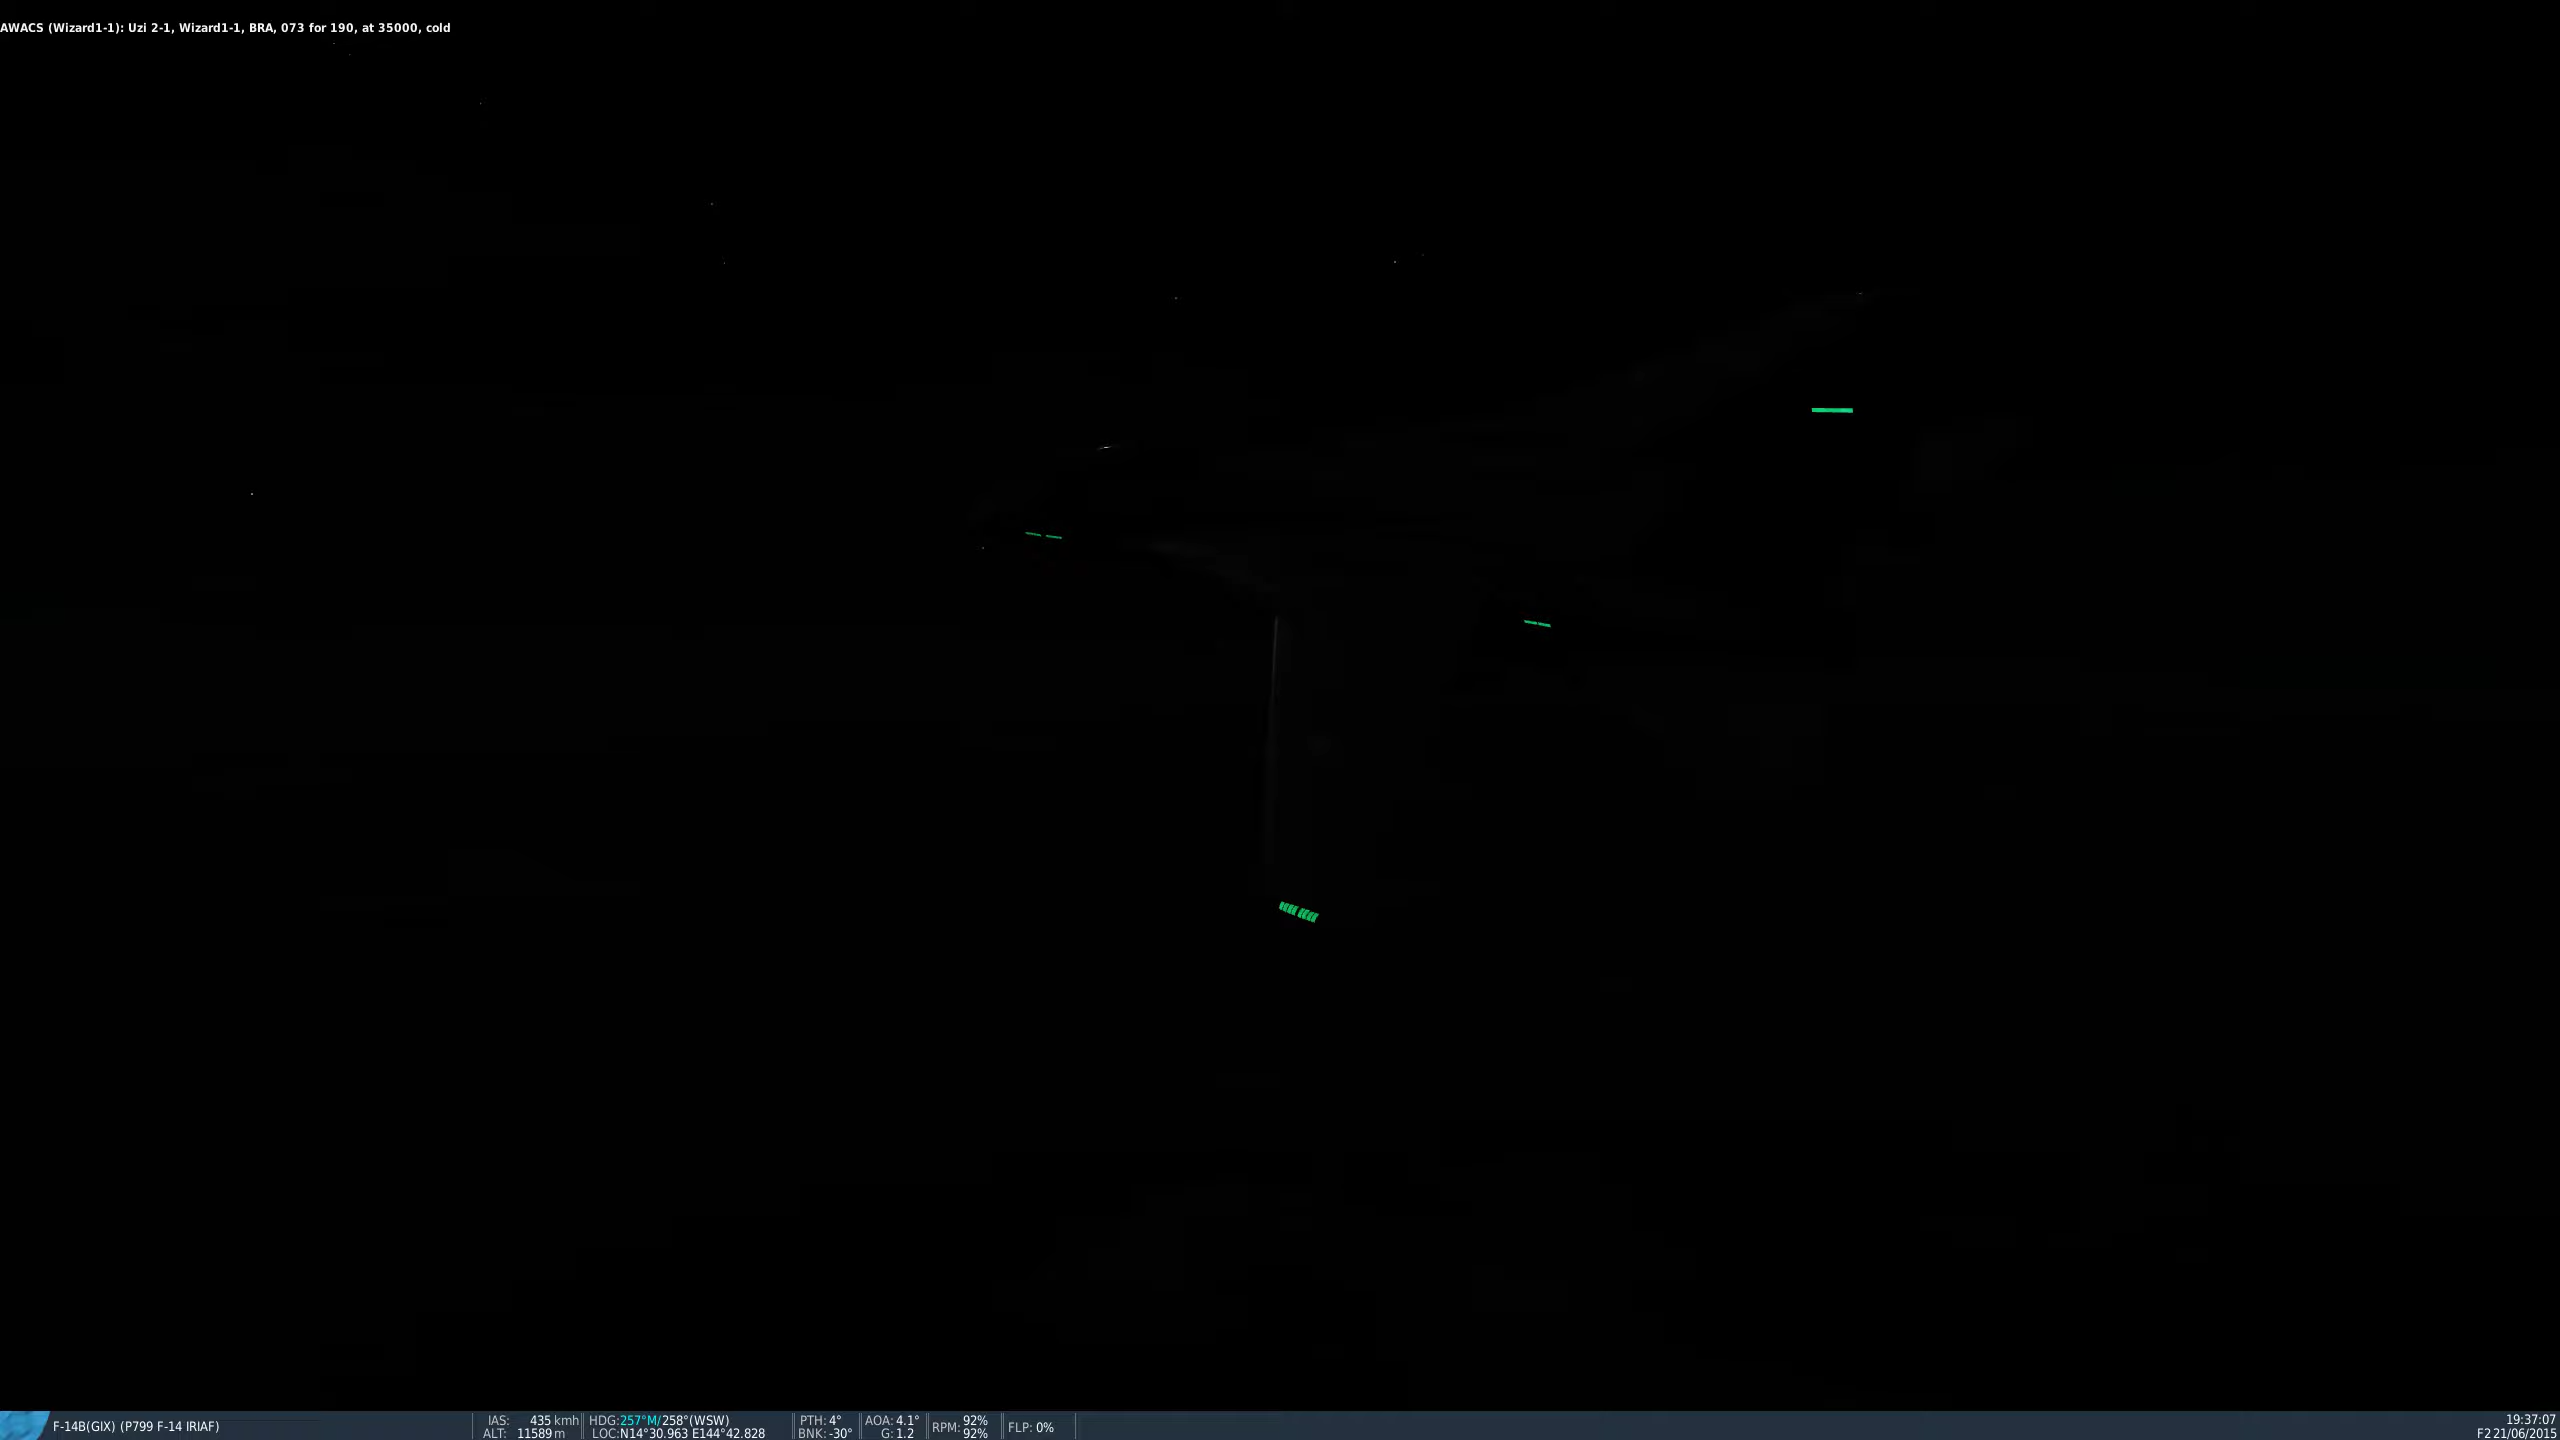 AWACS (Wizard1-1): Uzi 2-1, Wizard1-1, BRA, 073 for 190, at 35000, cold
F-14B(GIX) (P799 F-14 IRIAF)
IAS: 435 kmh
ALT: 11589 m
HDG:257°M/258°(WSW)
LOC:N14°30.963 E144°42.828
PTH: 4°
BNK: -30°
AOA: 4.1°
G: 1.2
RPM: 92%
92%
FLP: 0%
19:37:07
F2 21/06/2015